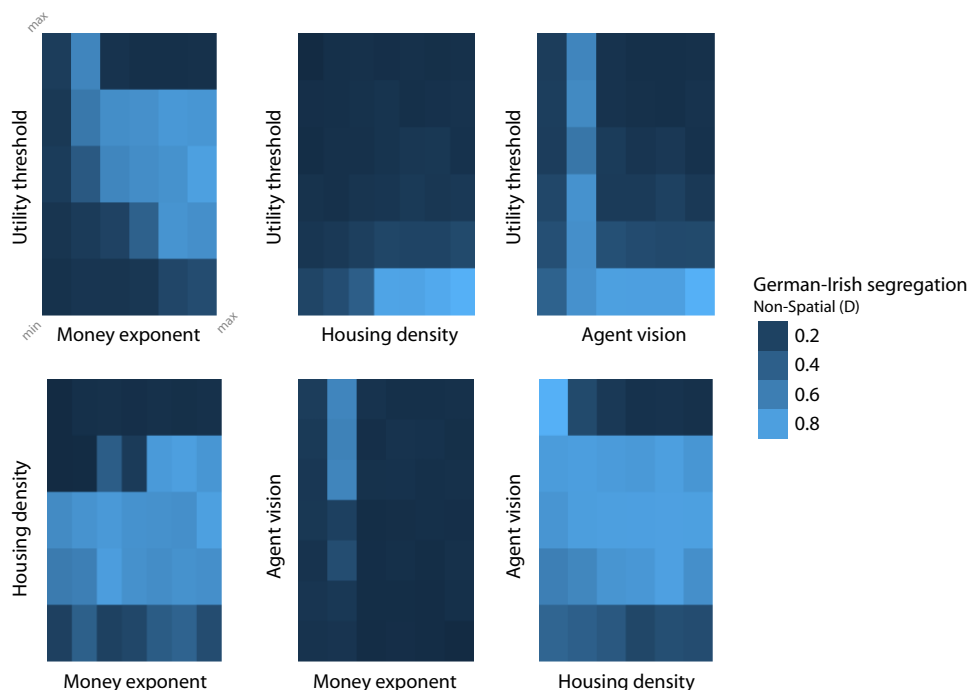 max
Utility threshold
min
Money exponent
max
Utility threshold
Housing density
Utility threshold
Agent vision
German-Irish segregation
Non-Spatial (D)
0.2
0.4
0.6
0.8
Housing density
Money exponent
Agent vision
Money exponent
Agent vision
Housing density